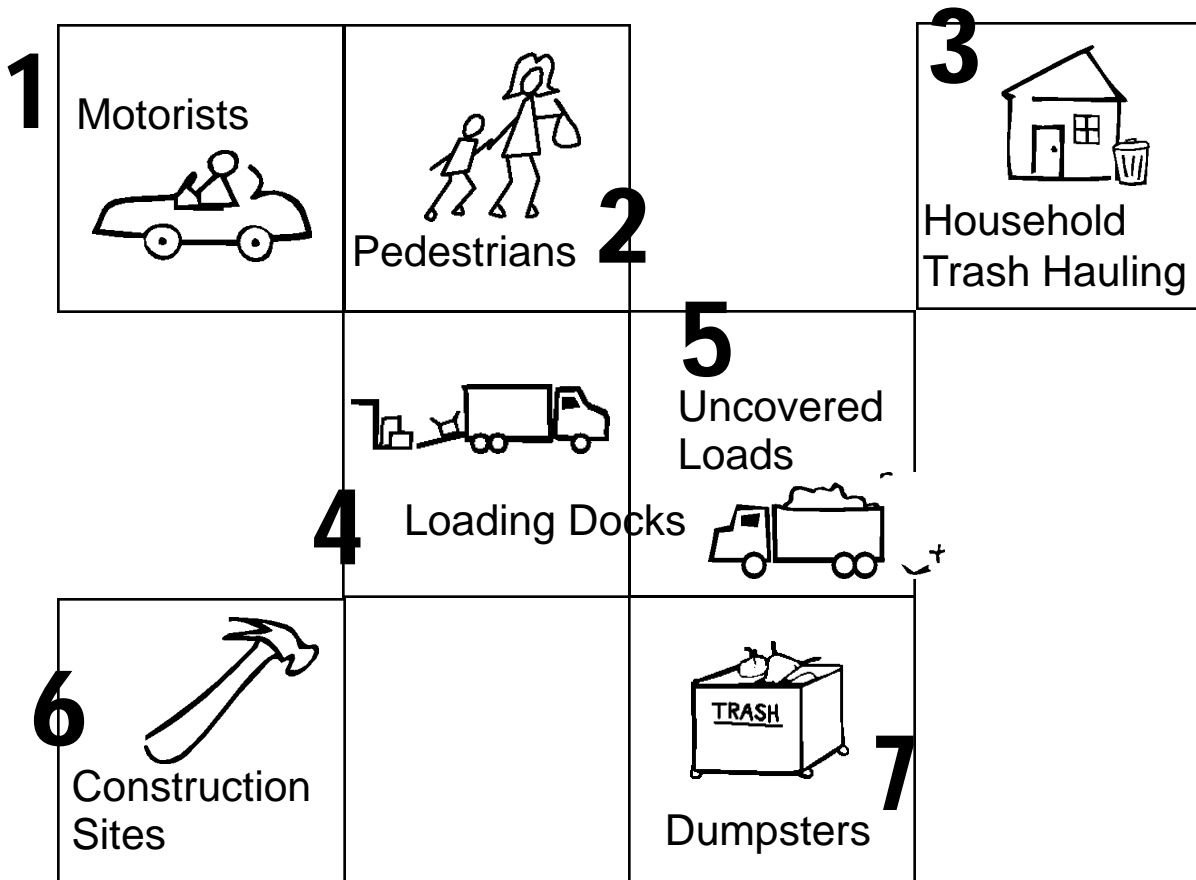 1
Motorists
Pedestrians
2
3
Household
Trash Hauling
4
Loading Docks
5
Uncovered
Loads
6
Construction
Sites
TRASH
7
Dumpsters